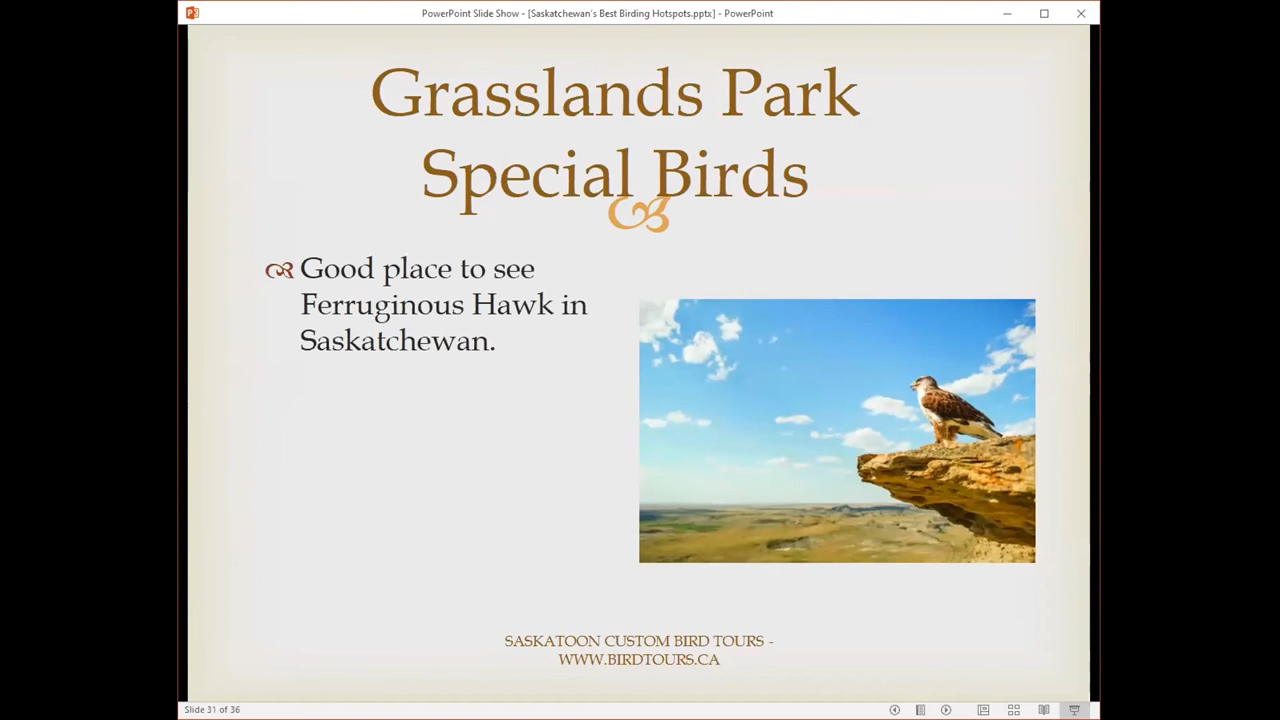 PowerPoint Slide Show - [Saskatchewan's Best Birding Hotspots.pptx] - PowerPoint
Grasslands Park
Special Birds
Good place to see
Ferruginous Hawk in
Saskatchewan.
SASKATOON CUSTOM BIRD TOURS -
WWW.BIRDTOURS.CA
Slide 31 of 36